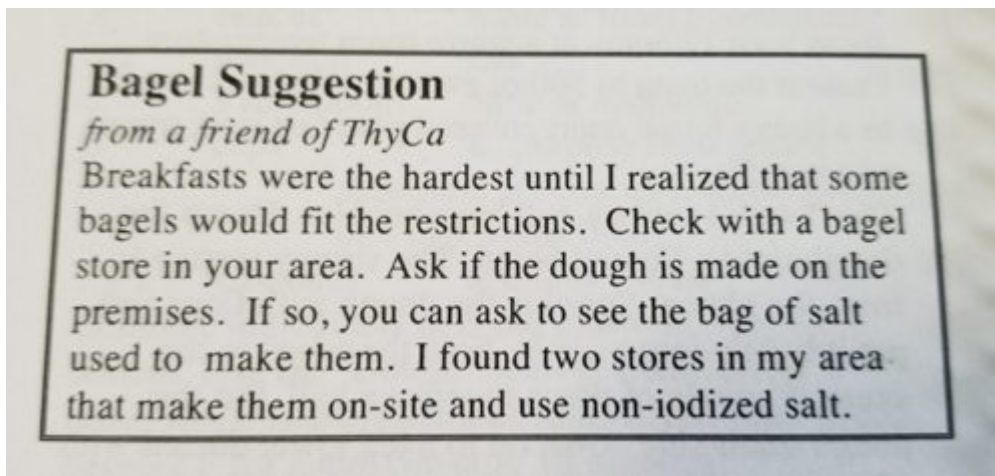 Bagel Suggestion
from a friend of ThyCa
Breakfasts were the hardest until I realized that some
bagels would fit the restrictions.  Check with a bagel
store in your area.  Ask if the dough is made on the
premises.  If so, you can ask to see the bag of salt
used to  make them.  I found two stores in my area
that make them on-site and use non-iodized salt.